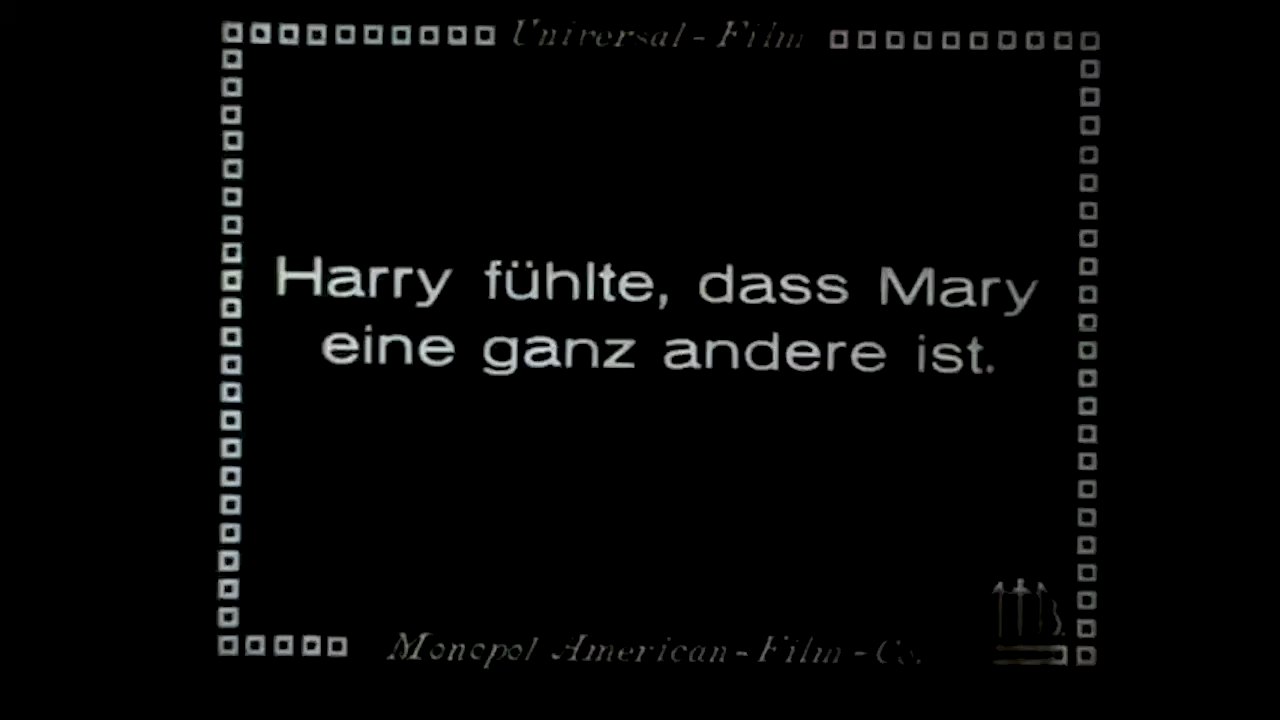 Universal-Film
Harry fühlte, dass Mary
eine ganz andere ist.
Monopol American-Film-Co.